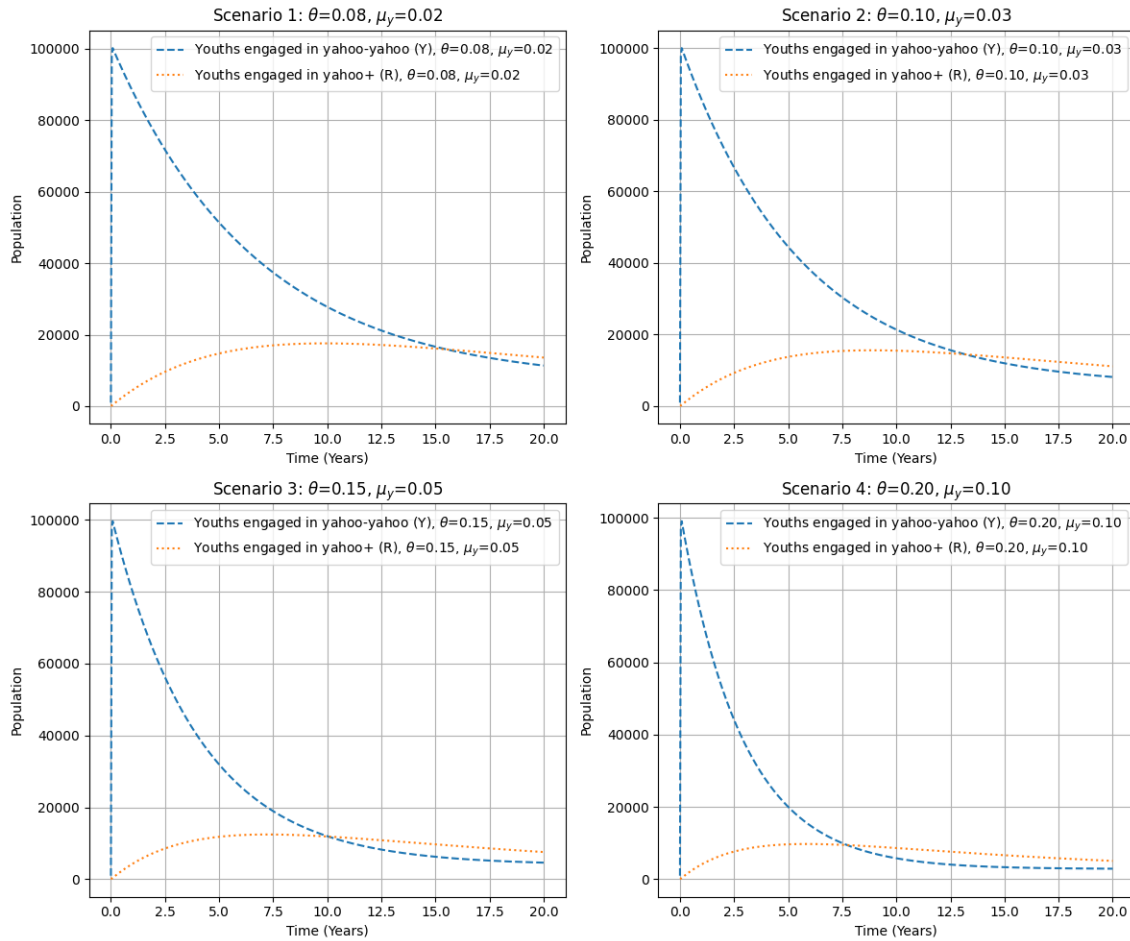 Scenario 1: θ=0.08, μy=0.02
Youths engaged in yahoo-yahoo (Y), θ=0.08, μy=0.02
Youths engaged in yahoo+ (R), θ=0.08, μy=0.02
100000
80000
60000
40000
20000
0
Population
0.0 2.5 5.0 7.5 10.0 12.5 15.0 17.5 20.0
Time (Years)
Scenario 2: θ=0.10, μy=0.03
Youths engaged in yahoo-yahoo (Y), θ=0.10, μy=0.03
Youths engaged in yahoo+ (R), θ=0.10, μy=0.03
100000
80000
60000
40000
20000
0
Population
0.0 2.5 5.0 7.5 10.0 12.5 15.0 17.5 20.0
Time (Years)
Scenario 3: θ=0.15, μy=0.05
Youths engaged in yahoo-yahoo (Y), θ=0.15, μy=0.05
Youths engaged in yahoo+ (R), θ=0.15, μy=0.05
100000
80000
60000
40000
20000
0
Population
0.0 2.5 5.0 7.5 10.0 12.5 15.0 17.5 20.0
Time (Years)
Scenario 4: θ=0.20, μy=0.10
Youths engaged in yahoo-yahoo (Y), θ=0.20, μy=0.10
Youths engaged in yahoo+ (R), θ=0.20, μy=0.10
100000
80000
60000
40000
20000
0
Population
0.0 2.5 5.0 7.5 10.0 12.5 15.0 17.5 20.0
Time (Years)